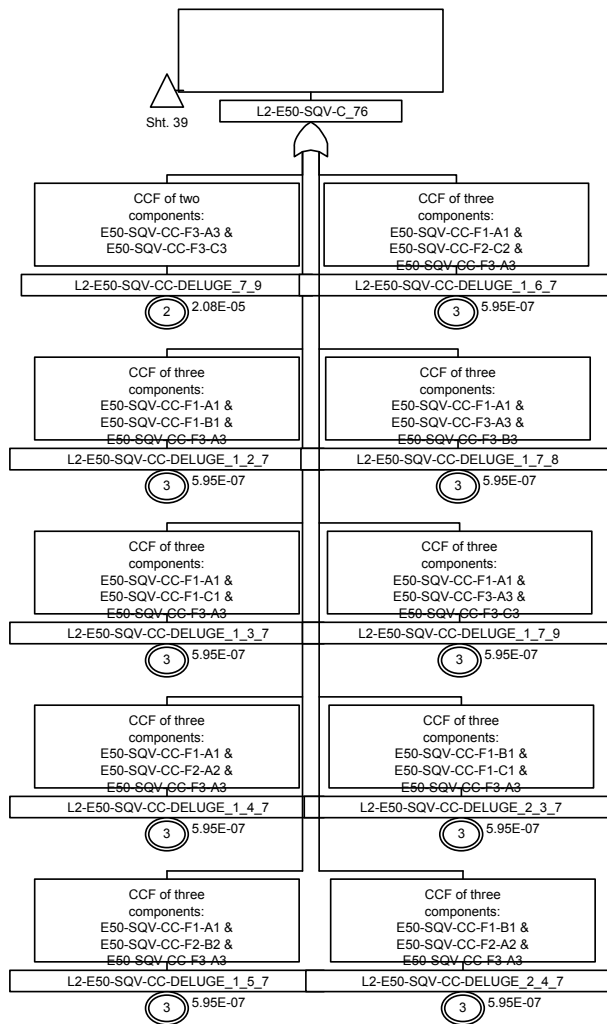 Sht. 39
L2-E50-SQV-C_76
CCF of two
components:
E50-SQV-CC-F3-A3 &
E50-SQV-CC-F3-C3
L2-E50-SQV-CC-DELUGE_7_9
2
2.08E-05
CCF of three
components:
E50-SQV-CC-F1-A1 &
E50-SQV-CC-F2-C2 &
E50-SQV-CC-F3-A3
L2-E50-SQV-CC-DELUGE_1_6_7
3
5.95E-07
CCF of three
components:
E50-SQV-CC-F1-A1 &
E50-SQV-CC-F1-B1 &
E50-SQV-CC-F3-A3
L2-E50-SQV-CC-DELUGE_1_2_7
3
5.95E-07
CCF of three
components:
E50-SQV-CC-F1-A1 &
E50-SQV-CC-F3-A3 &
E50-SQV-CC-F3-B3
L2-E50-SQV-CC-DELUGE_1_7_8
3
5.95E-07
CCF of three
components:
E50-SQV-CC-F1-A1 &
E50-SQV-CC-F1-C1 &
E50-SQV-CC-F3-A3
L2-E50-SQV-CC-DELUGE_1_3_7
3
5.95E-07
CCF of three
components:
E50-SQV-CC-F1-A1 &
E50-SQV-CC-F3-A3 &
E50-SQV-CC-F3-C3
L2-E50-SQV-CC-DELUGE_1_7_9
3
5.95E-07
CCF of three
components:
E50-SQV-CC-F1-A1 &
E50-SQV-CC-F2-A2 &
E50-SQV-CC-F3-A3
L2-E50-SQV-CC-DELUGE_1_4_7
3
5.95E-07
CCF of three
components:
E50-SQV-CC-F1-B1 &
E50-SQV-CC-F1-C1 &
E50-SQV-CC-F3-A3
L2-E50-SQV-CC-DELUGE_2_3_7
3
5.95E-07
CCF of three
components:
E50-SQV-CC-F1-A1 &
E50-SQV-CC-F2-B2 &
E50-SQV-CC-F3-A3
L2-E50-SQV-CC-DELUGE_1_5_7
3
5.95E-07
CCF of three
components:
E50-SQV-CC-F1-B1 &
E50-SQV-CC-F2-A2 &
E50-SQV-CC-F3-A3
L2-E50-SQV-CC-DELUGE_2_4_7
3
5.95E-07